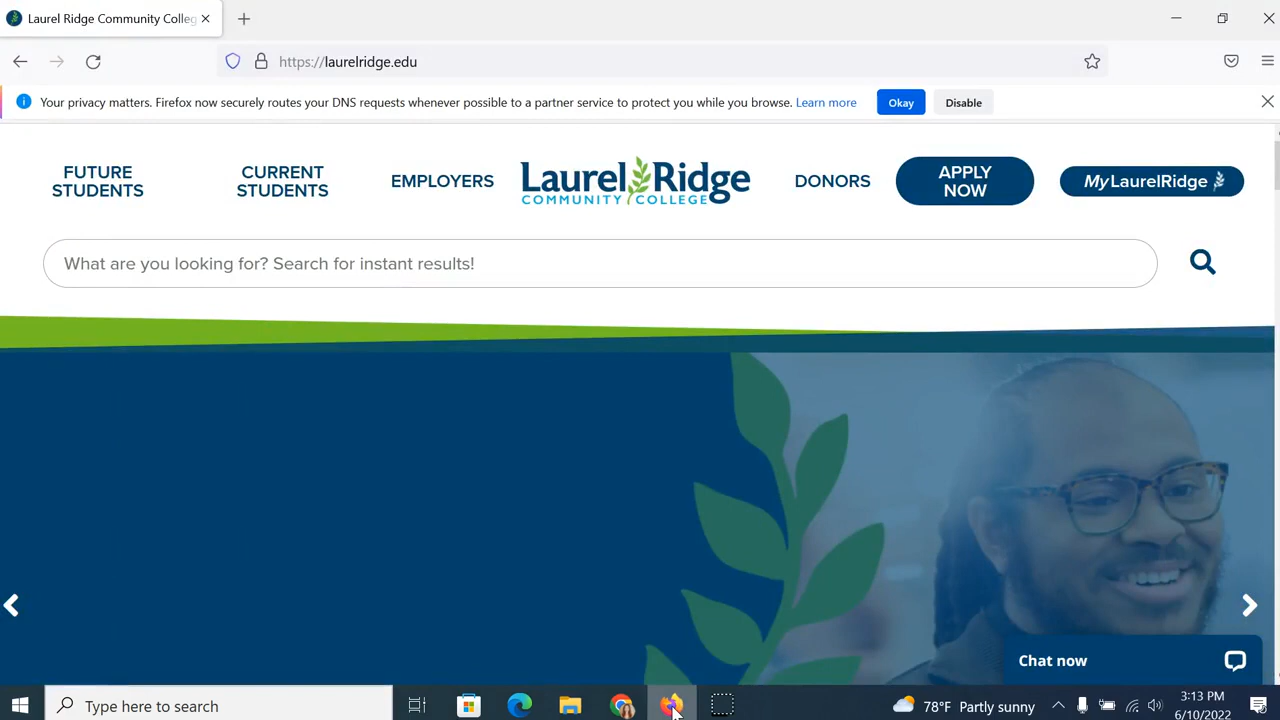 Laurel Ridge Community Colleg
https://laurelridge.edu
Your privacy matters. Firefox now securely routes your DNS requests whenever possible to a partner service to protect you while you browse. Learn more
Okay
Disable
FUTURE
STUDENTS
CURRENT
STUDENTS
EMPLOYERS
Laurel Ridge
COMMUNITY COLLEGE
DONORS
APPLY
NOW
MyLaurelRidge
What are you looking for? Search for instant results!
Chat now
Type here to search
78°F Partly sunny
3:13 PM
6/10/2022